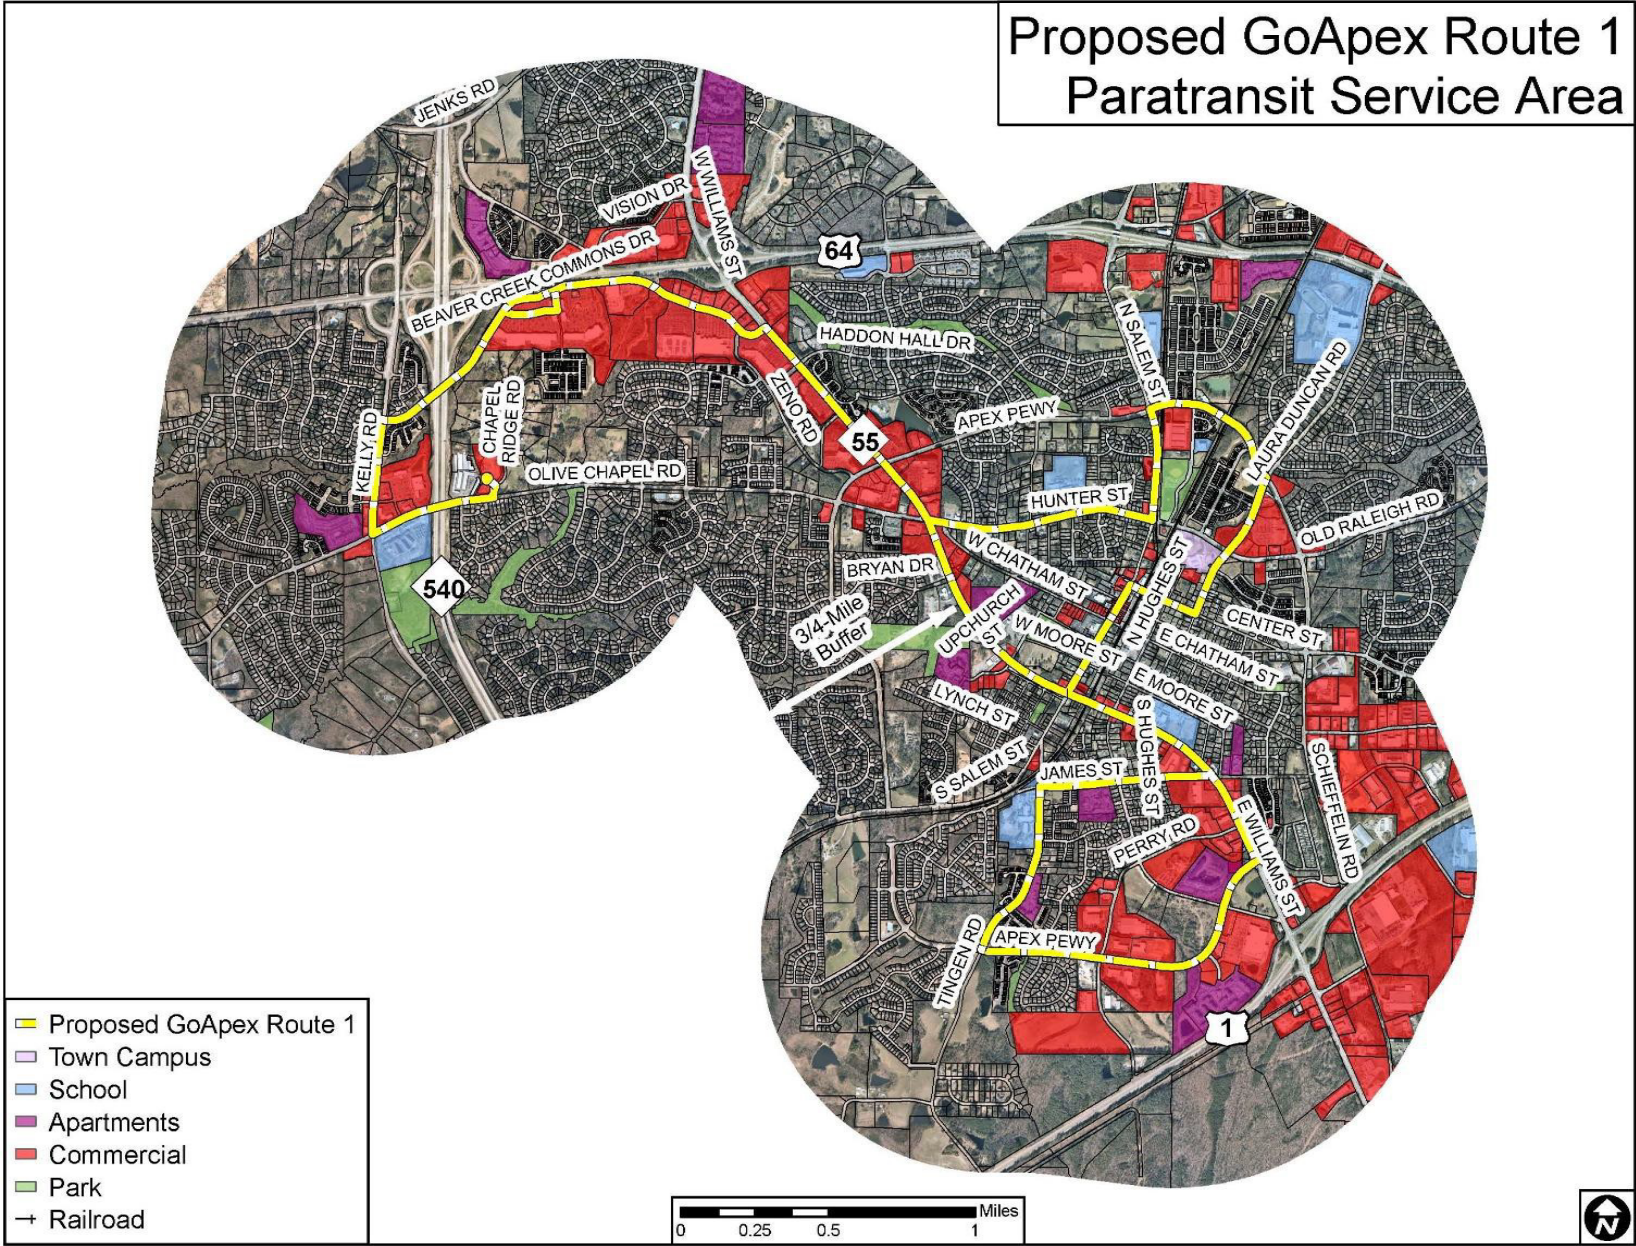 Proposed GoApex Route 1
Paratransit Service Area
JENKS RD
W WILLIAMS ST
VISION DR
64
BEAVER CREEK COMMONS DR
HADDON HALL DR
N SALEM ST
LAURA DUNCAN RD
ZENO RD
CHAPEL
RIDGE RD
APEX PEWY
KELLY RD
55
OLIVE CHAPEL RD
HUNTER ST
OLD RALEIGH RD
W CHATHAM ST
BRYAN DR
540
N HUGHES ST
3/4-Mile
Buffer
UPCHURCH
ST
W MOORE ST
CENTER ST
E CHATHAM ST
E MOORE ST
LYNCH ST
S HUGHES ST
S SALEM ST
JAMES ST
SCHIEFFELIN RD
E WILLIAMS ST
PERRY RD
TINGEN RD
APEX PEWY
1
Proposed GoApex Route 1
Town Campus
School
Apartments
Commercial
Park
Railroad
Miles
0 0.25 0.5 1
N